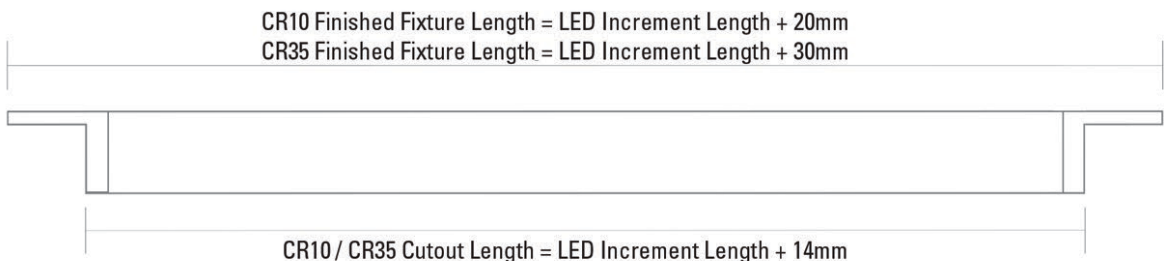 CR10 Finished Fixture Length = LED Increment Length + 20mm
CR35 Finished Fixture Length = LED Increment Length + 30mm
CR10 / CR35 Cutout Length = LED Increment Length + 14mm